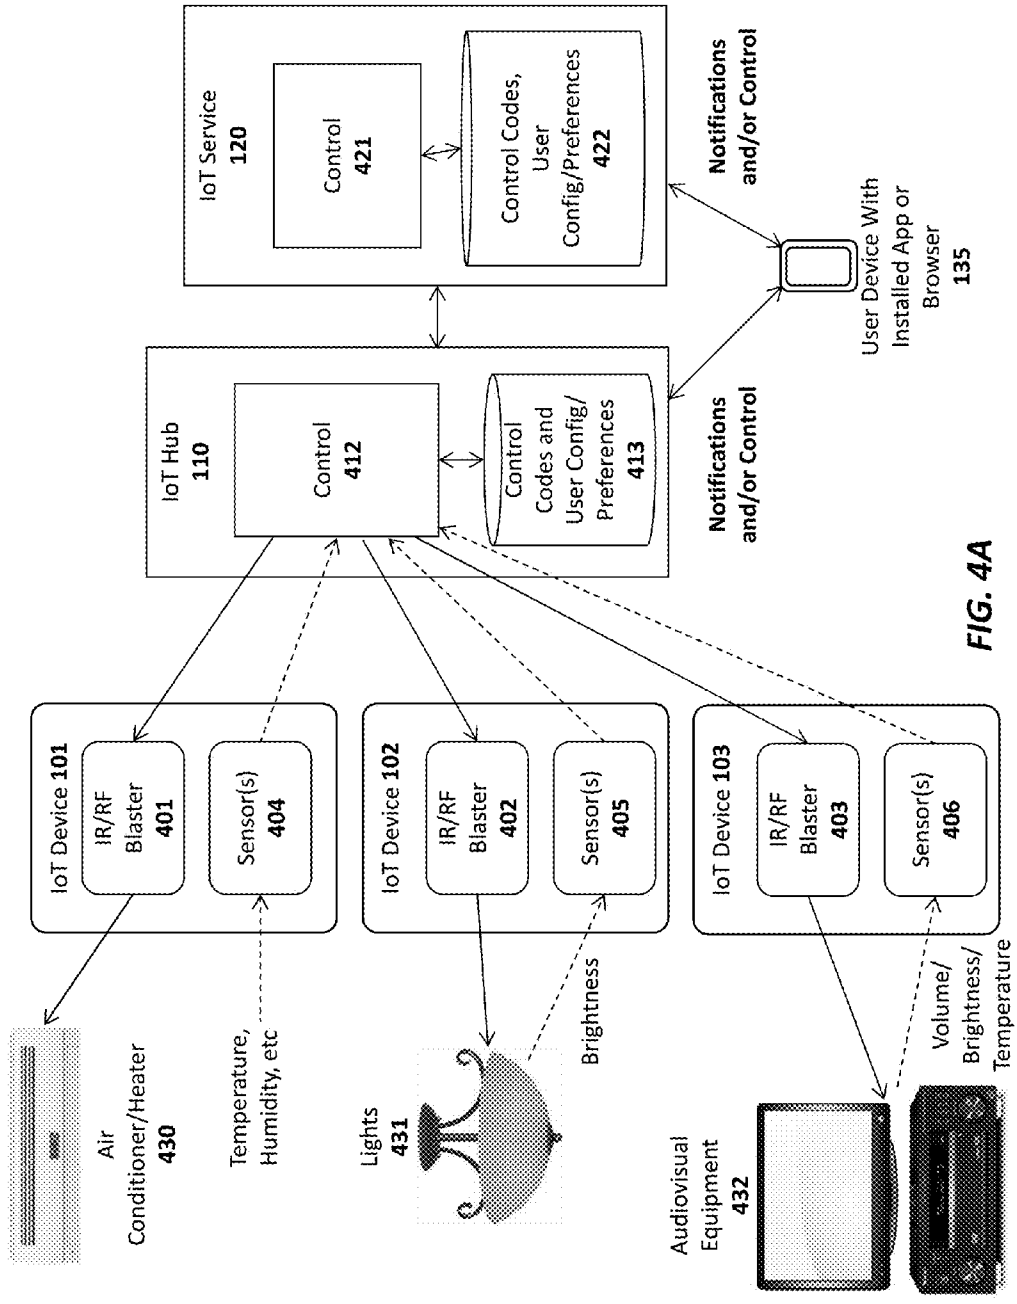 Air
Conditioner/Heater
430
Temperature,
Humidity, etc
IoT Device 101
IR/RF
Blaster
401
Sensor(s)
404
Lights
431
Brightness
IoT Device 102
IR/RF
Blaster
402
Sensor(s)
405
Audiovisual
Equipment
432
Volume/
Brightness/
Temperature
IoT Device 103
IR/RF
Blaster
403
Sensor(s)
406
IoT Hub
110
Control
412
Control
Codes and
User Config/
Preferences
413
Notifications
and/or Control
IoT Service
120
Control
421
Control Codes,
User
Config/Preferences
422
Notifications
and/or Control
User Device With
Installed App or
Browser
135
FIG. 4A